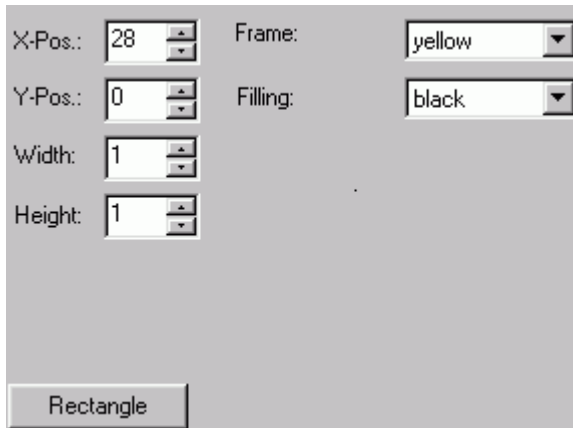 X-Pos.: 28 Frame: yellow
Y-Pos.: 0 Filling: black
Width: 1
Height: 1
Rectangle